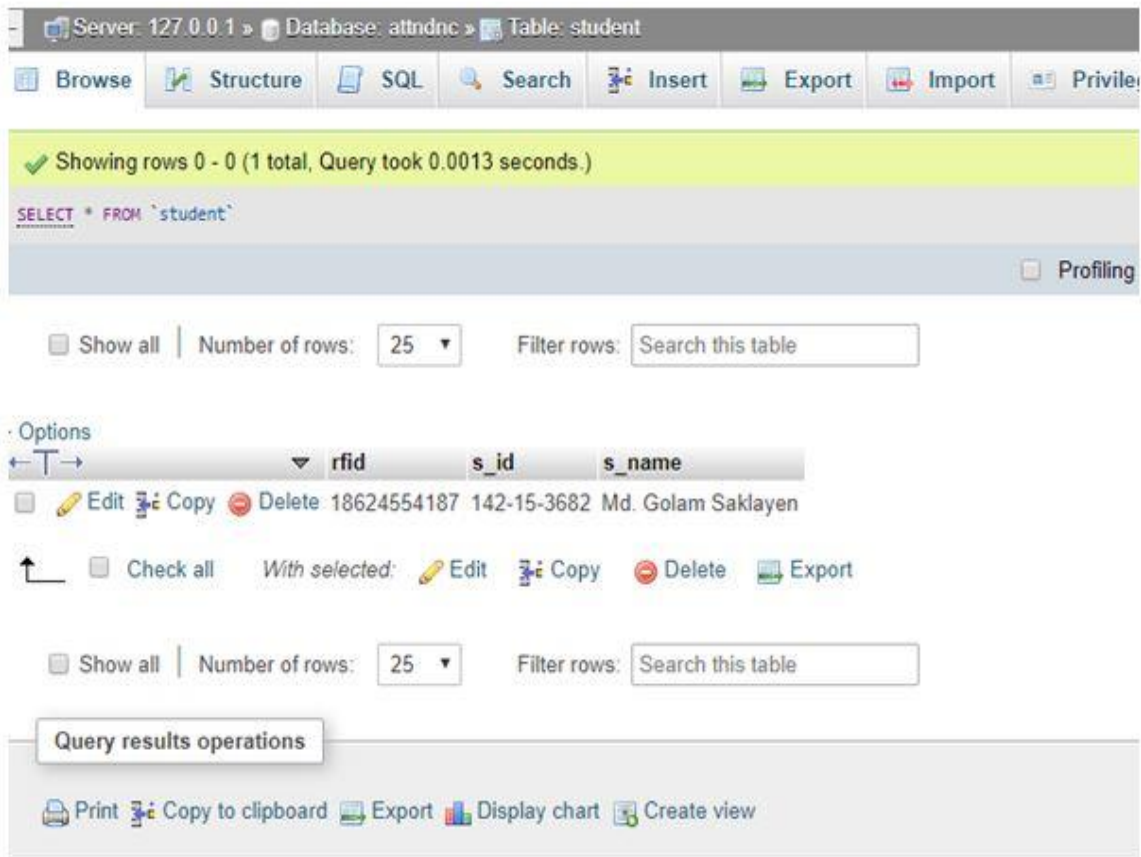 Server: 127.0.0.1 » Database: attndnc » Table: student
Browse Structure SQL Search Insert Export Import
Showing rows 0 - 0 (1 total, Query took 0.0013 seconds.)
SELECT * FROM `student`
Profiling
Show all Number of rows: 25 Filter rows: Search this table
Options
←T→ rfid s_id s_name
Edit Copy Delete 18624554187 142-15-3682 Md. Golam Saklayen
Check all With selected: Edit Copy Delete Export
Show all Number of rows: 25 Filter rows: Search this table
Query results operations
Print Copy to clipboard Export Display chart Create view